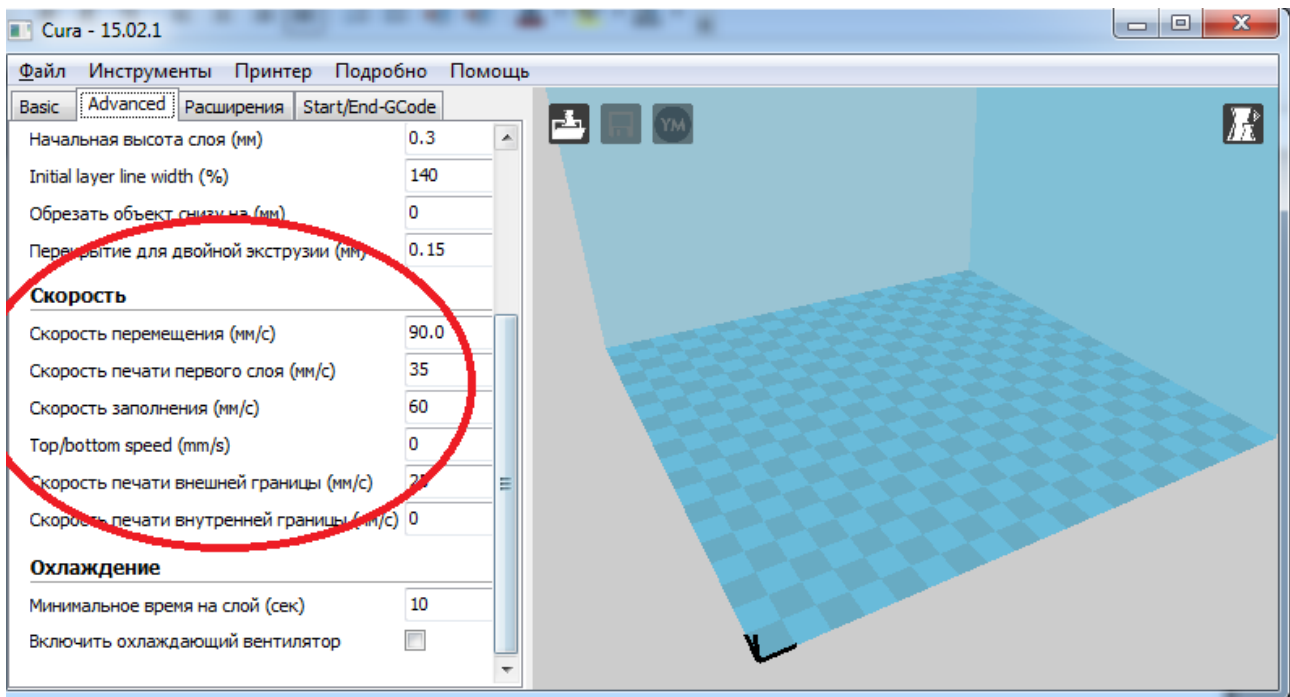 Cura - 15.02.1
Файл Инструменты Принтер Подробно Помощь
Basic Advanced Расширения Start/End-GCode
Начальная высота слоя (мм) 0.3
Initial layer line width (%) 140
Обрезать объект снизу на (мм) 0
Перекрытие для двойной экструзии (мм) 0.15
Скорость
Скорость перемещения (мм/с) 90.0
Скорость печати первого слоя (мм/с) 35
Скорость заполнения (мм/с) 60
Top/bottom speed (mm/s) 0
Скорость печати внешней границы (мм/с)
Скорость печати внутренней границы (мм/с) 0
Охлаждение
Минимальное время на слой (сек) 10
Включить охлаждающий вентилятор
YM